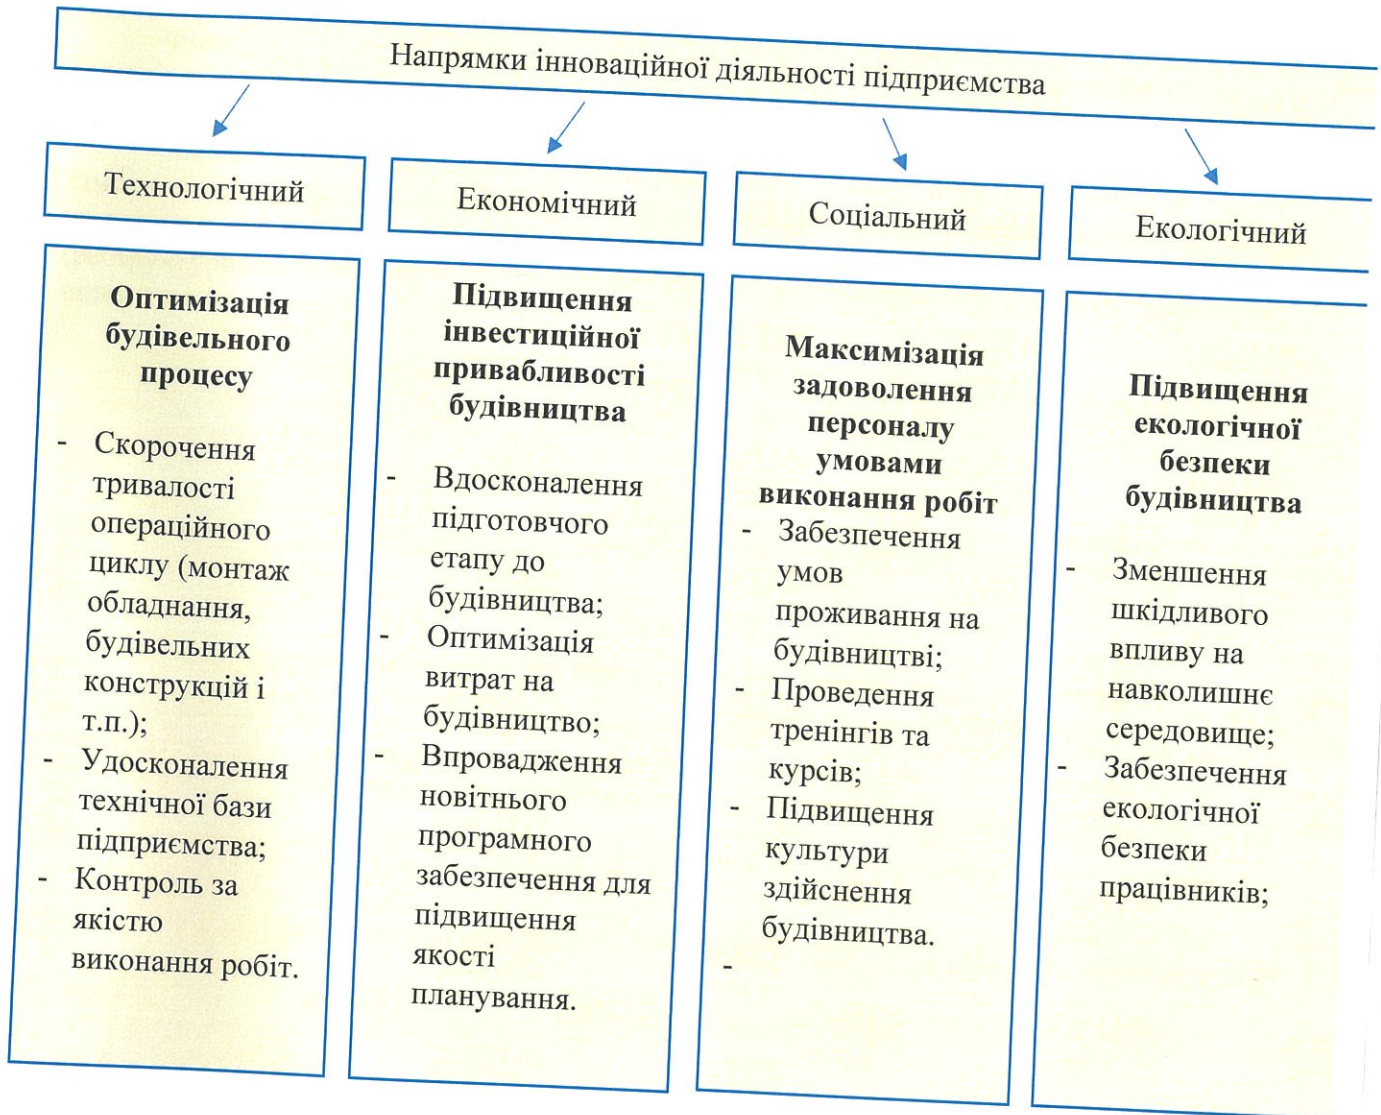 Напрямки інноваційної діяльності підприємства
Технологічний
Економічний
Соціальний
Екологічний
Оптимізація
будівельного
процесу
- Скорочення
тривалості
операційного
циклу (монтаж
обладнання,
будівельних
конструкцій і
т.п.);
- Удосконалення
технічної бази
підприємства;
- Контроль за
якістю
виконання робіт.
Підвищення
інвестиційної
привабливості
будівництва
- Вдосконалення
підготовчого
етапу до
будівництва;
- Оптимізація
витрат на
будівництво;
- Впровадження
новітнього
програмного
забезпечення для
підвищення
якості
планування.
Максимізація
задоволення
персоналу
умовами
виконання робіт
- Забезпечення
умов
проживання на
будівництві;
- Проведення
тренінгів та
курсів;
- Підвищення
культури
здійснення
будівництва.
-
Підвищення
екологічної
безпеки
будівництва
- Зменшення
шкідливого
впливу на
навколишнє
середовище;
- Забезпечення
екологічної
безпеки
працівників;